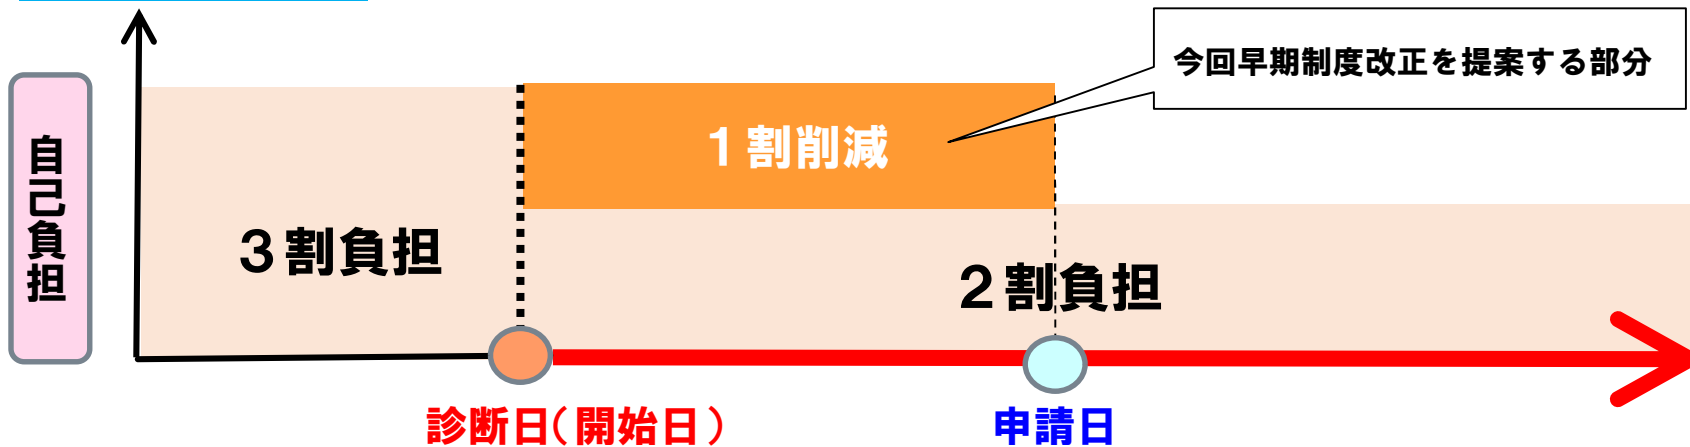 今回早期制度改正を提案する部分
自己負担
１割削減
３割負担
２割負担
診断日(開始日)
申請日